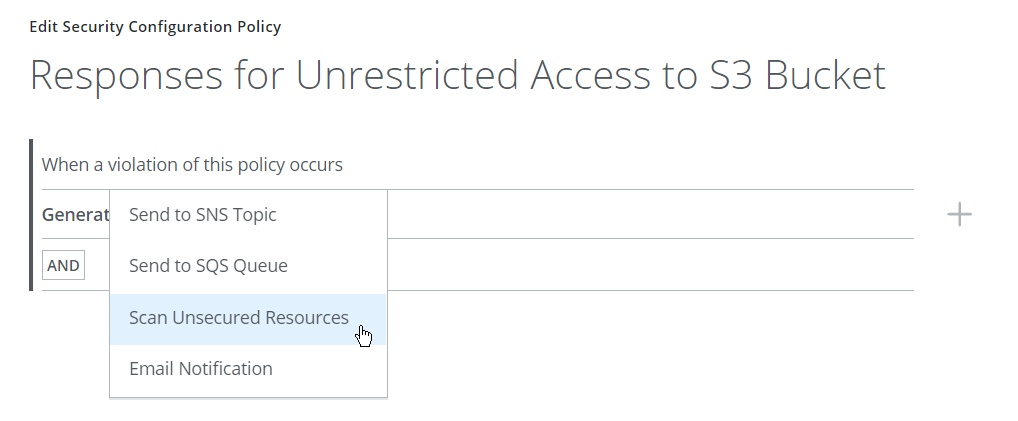 Edit Security Configuration Policy
Responses for Unrestricted Access to S3 Bucket
When a violation of this policy occurs
Generat
Send to SNS Topic
AND
Send to SQS Queue
Scan Unsecured Resources
Email Notification